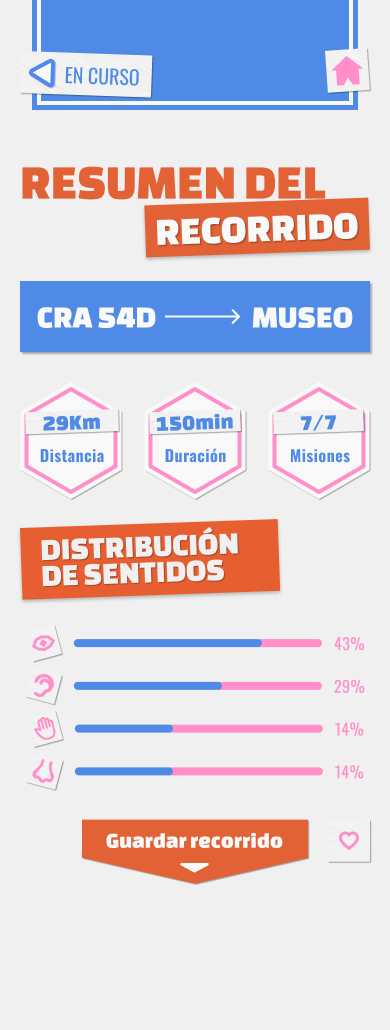 EN CURSO
RESUMEN DEL
RECORRIDO
CRA 54D → MUSEO
29Km 150min 7/7
Distancia Duración Misiones
DISTRIBUCIÓN
DE SENTIDOS
43%
29%
14%
14%
Guardar recorrido